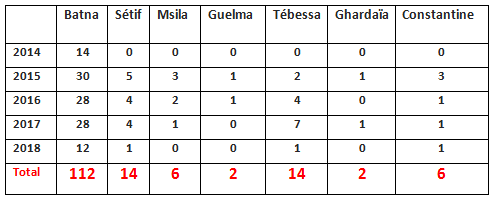 Batna Sétif Msila Guelma Tébessa Ghardaïa Constantine
2014 14 0 0 0 0 0 0
2015 30 5 3 1 2 1 3
2016 28 4 2 1 4 0 1
2017 28 4 1 0 7 1 1
2018 12 1 0 0 1 0 1
Total 112 14 6 2 14 2 6